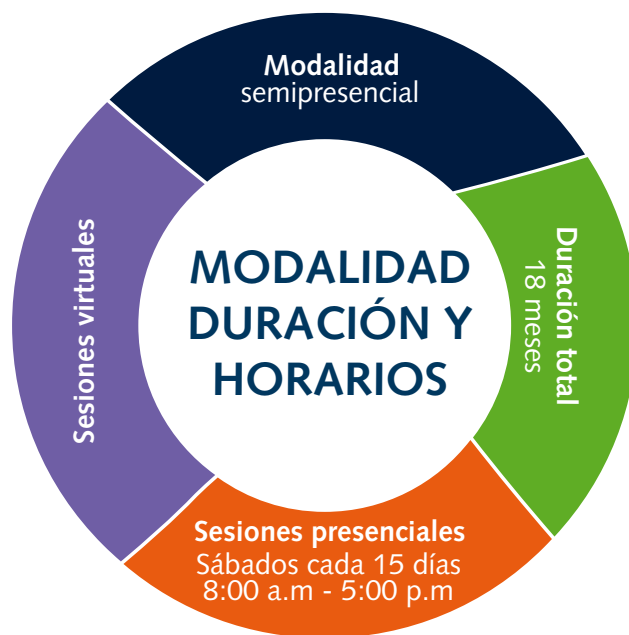 Modalidad
semipresencial
Duración total
18 meses
MODALIDAD
DURACIÓN Y
HORARIOS
Sesiones virtuales
Sesiones presenciales
Sábados cada 15 días
8:00 a.m - 5:00 p.m